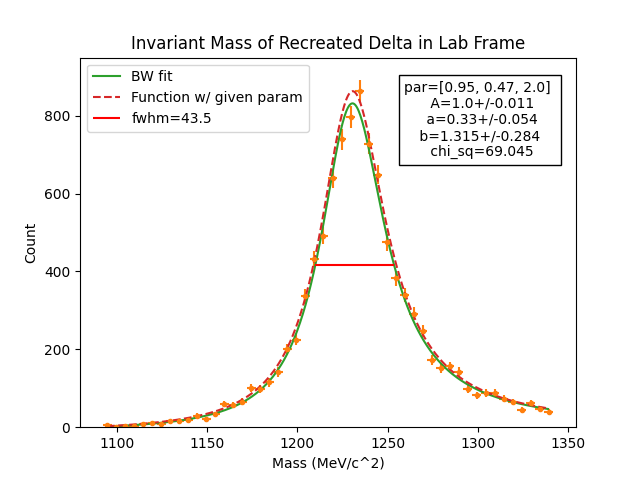 Invariant Mass of Recreated Delta in Lab Frame
BW fit
Function w/ given param
fwhm=43.5
par=[0.95, 0.47, 2.0]
A=1.0+/-0.011
a=0.33+/-0.054
b=1.315+/-0.284
chi_sq=69.045
Count
800
600
400
200
0
1100 1150 1200 1250 1300 1350
Mass (MeV/c^2)